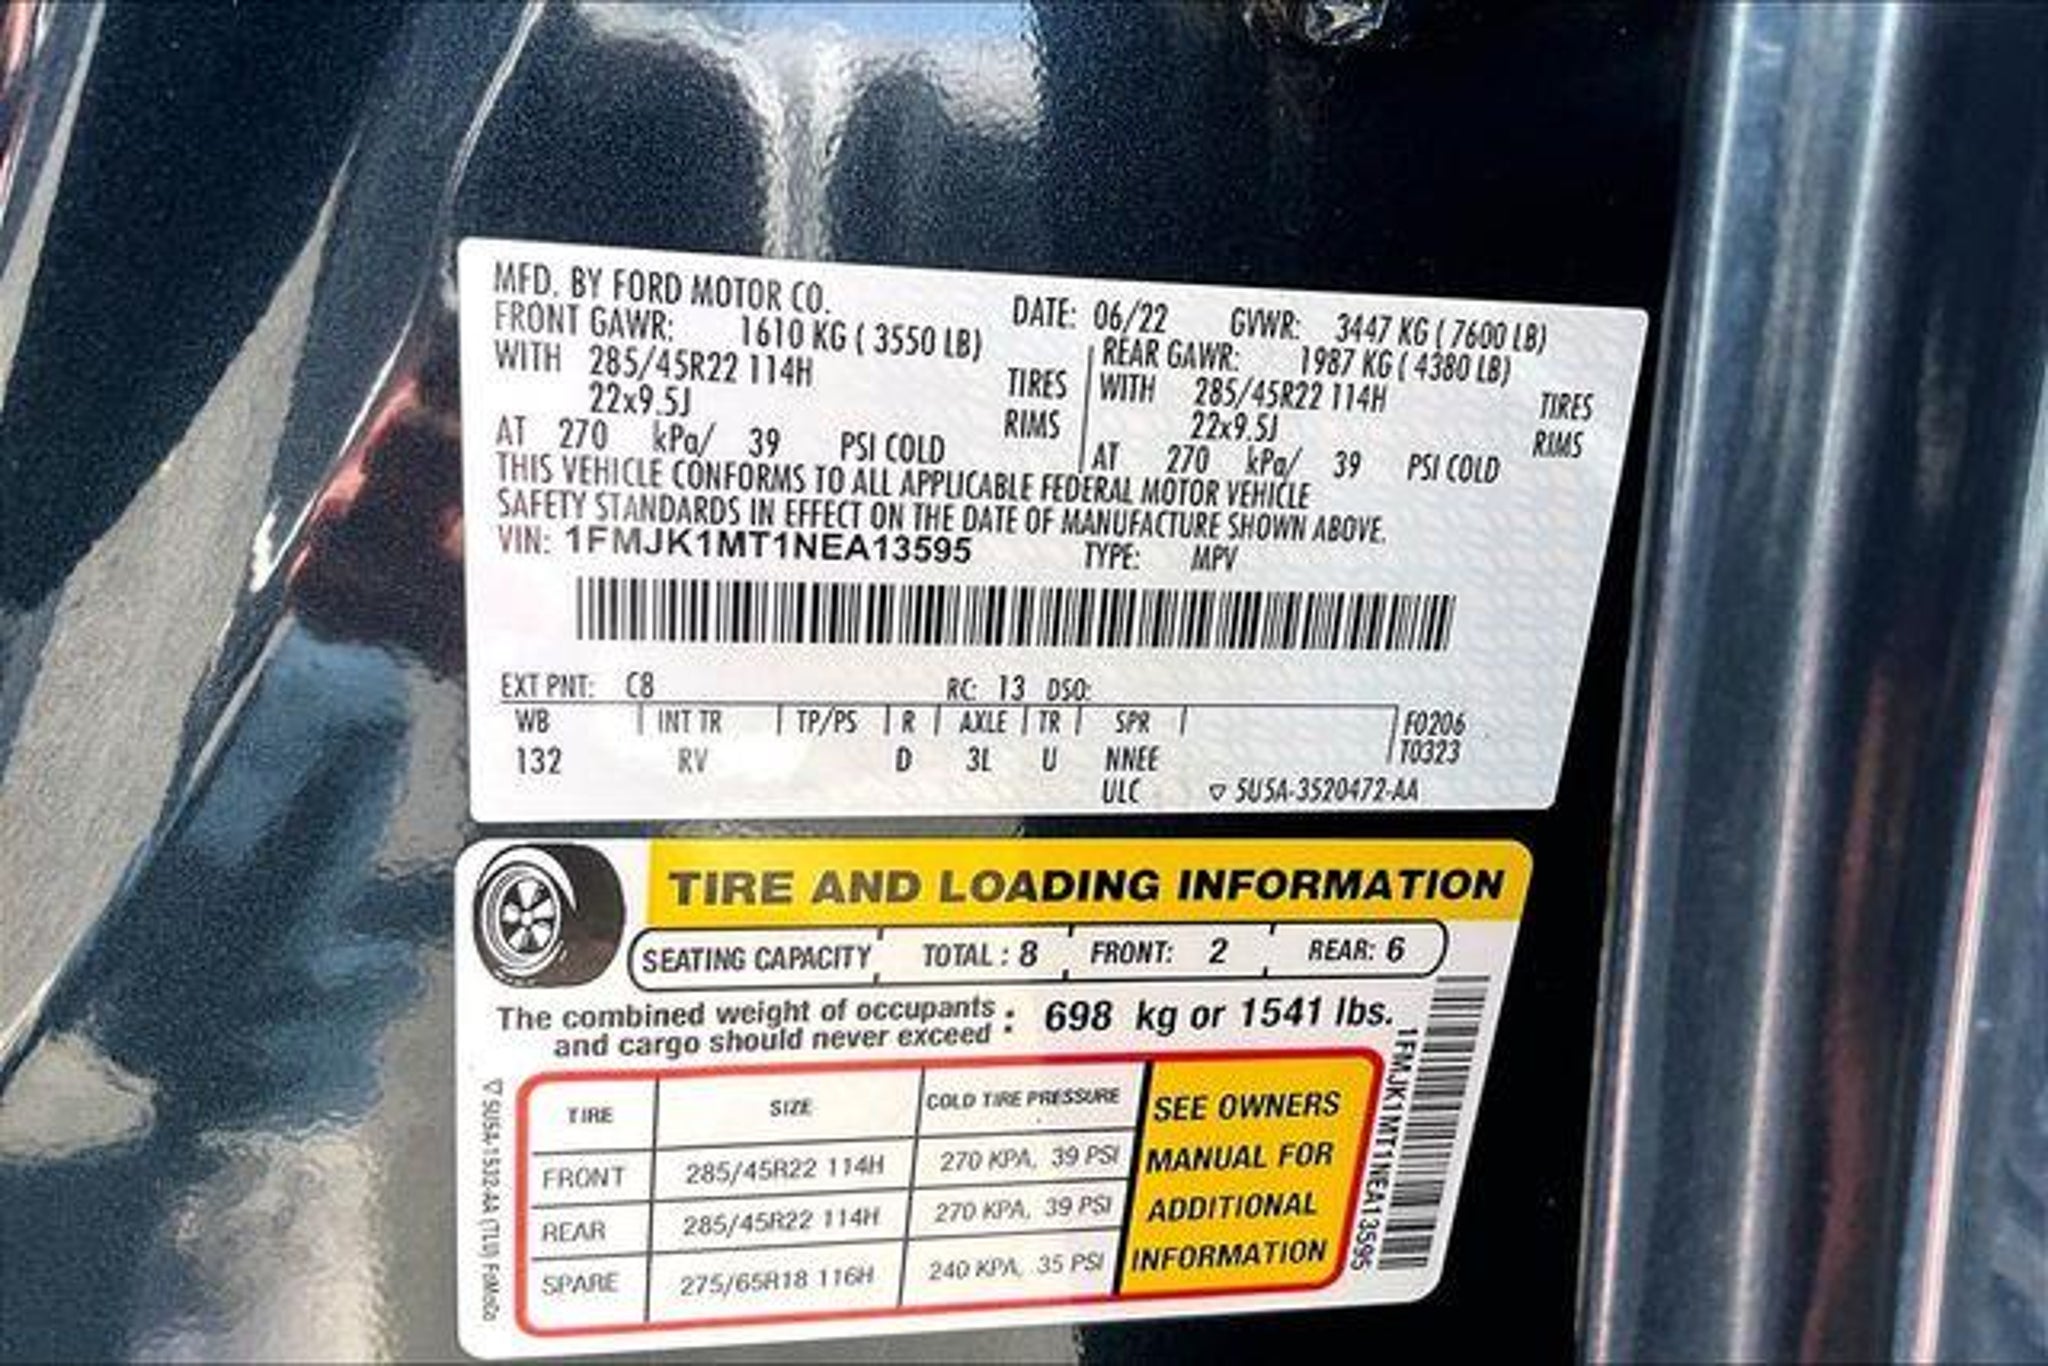 MFD. BY FORD MOTOR CO. DATE: 06/22 GVWR: 3447 KG ( 7600 LB)
FRONT GAWR: 1610 KG ( 3550 LB) REAR GAWR: 1987 KG ( 4380 LB)
WITH 285/45R22 114H TIRES WITH 285/45R22 114H TIRES
22x9.5J RIMS 22x9.5J RIMS
AT 270 kPa/ 39 PSI COLD AT 270 kPa/ 39 PSI COLD
THIS VEHICLE CONFORMS TO ALL APPLICABLE FEDERAL MOTOR VEHICLE
SAFETY STANDARDS IN EFFECT ON THE DATE OF MANUFACTURE SHOWN ABOVE.
VIN: 1FMJK1MT1NEA13595 TYPE: MPV
EXT PNT: C8 RC: 13 DSO:
WB INT TR TP/PS R AXLE TR SPR F0206
132 RV D 3L U NNEE T0323
ULC ▽ 5U5A-3520472-AA
TIRE AND LOADING INFORMATION
SEATING CAPACITY TOTAL : 8 FRONT: 2 REAR: 6
The combined weight of occupants
and cargo should never exceed : 698 kg or 1541 lbs.
TIRE SIZE COLD TIRE PRESSURE
FRONT 285/45R22 114H 270 KPA, 39 PSI
REAR 285/45R22 114H 270 KPA, 39 PSI
SPARE 275/65R18 116H 240 KPA, 35 PSI
SEE OWNERS
MANUAL FOR
ADDITIONAL
INFORMATION
1FMJK1MT1NEA13595
▽ 5U5A-1532-AA (TLU) FoMoCo